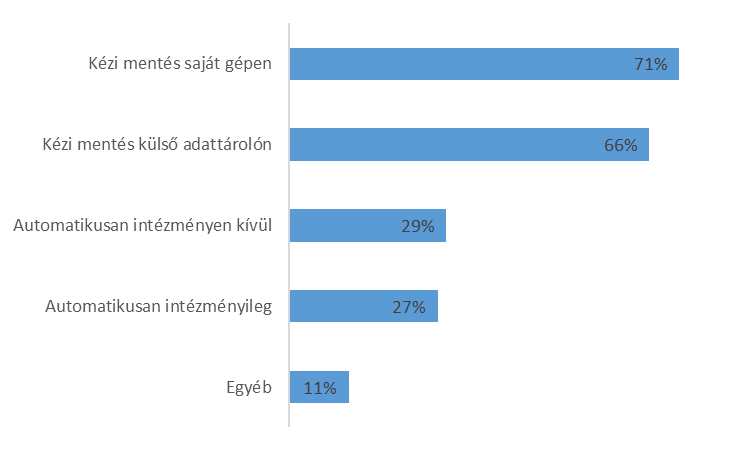 Kézi mentés saját gépen 71%
Kézi mentés külső adattárolón 66%
Automatikusan intézményen kívül 29%
Automatikusan intézményileg 27%
Egyéb 11%